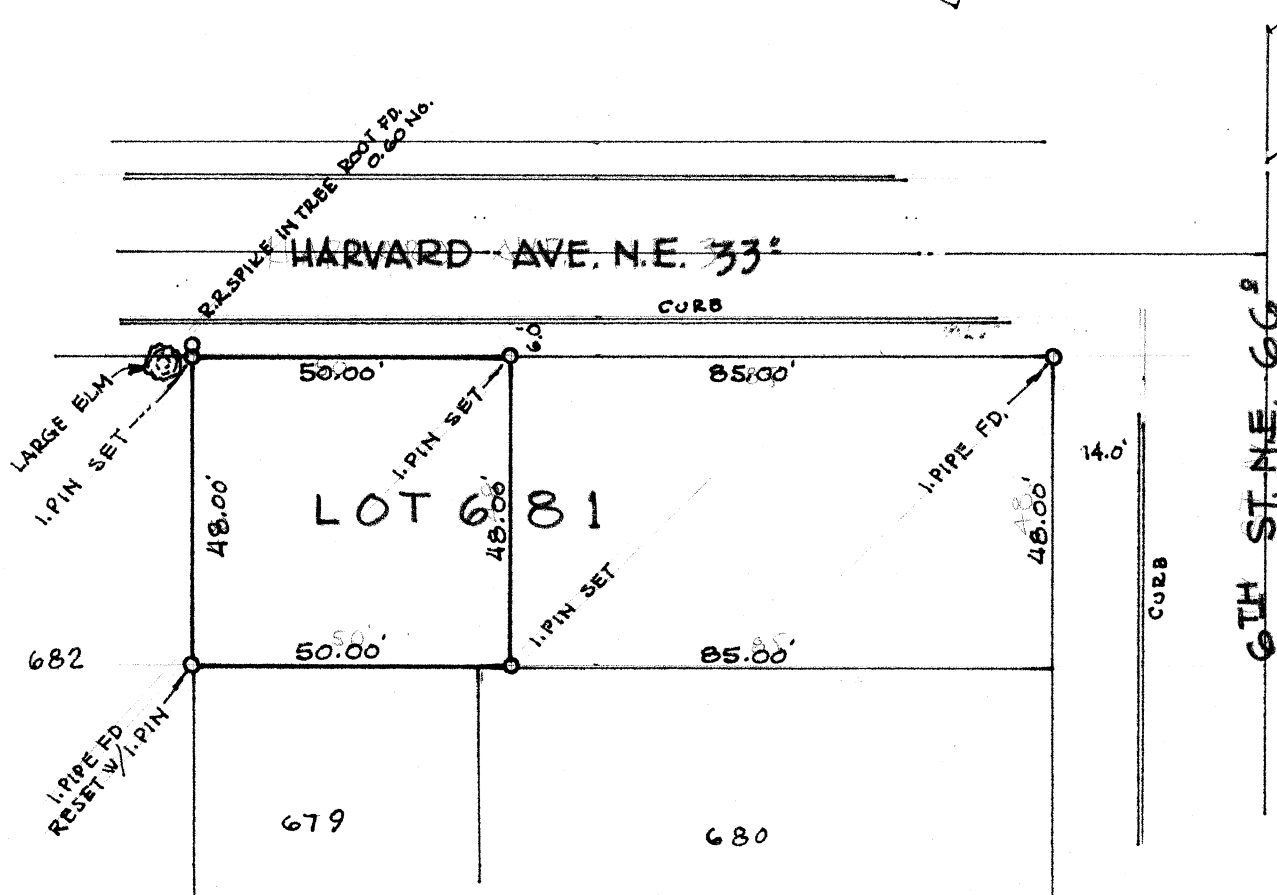 R.R. SPIKE IN TREE ROOT FD.
0.60 No.
HARVARD AVE. N.E. 33'
CURB
6.0'
50.00'
85.00'
LARGE ELM
I.PIN SET
I.PIN SET
I.PIPE FD.
14.0'
48.00'
LOT 681
48.00'
48.00'
6TH ST. N.E. 66'
CURB
I.PIN SET
682
50.00'
85.00'
I.PIPE FD
RESET W/ I.PIN
679
680